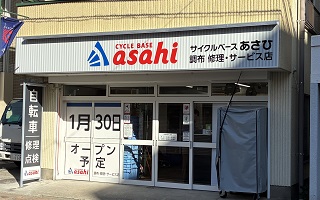 CYCLE BASE
asahi
サイクルベース あさひ
調布 修理・サービス店
自転車
修理
点検
asahi
1月30日
オープン
予定
asahi